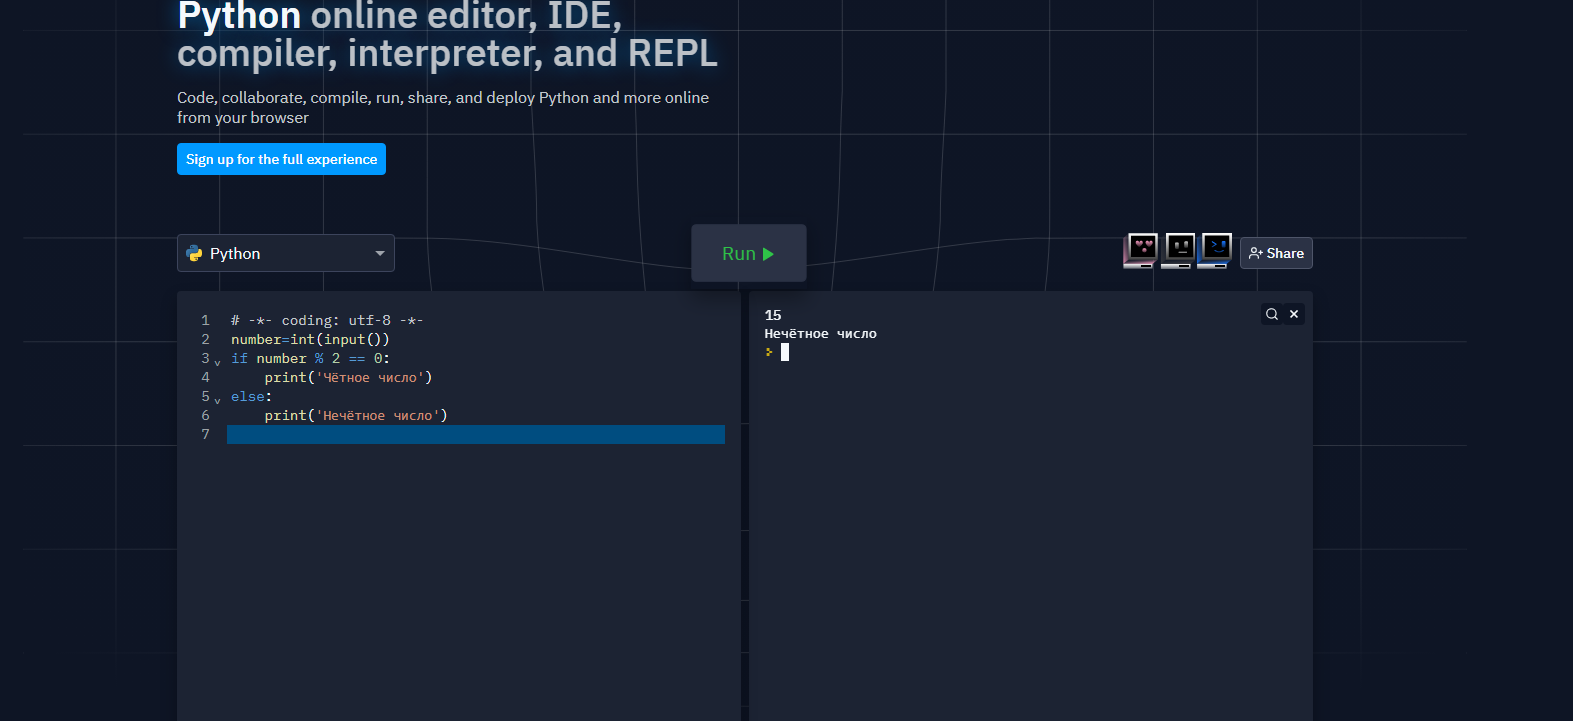 Python online editor, IDE,
compiler, interpreter, and REPL
Code, collaborate, compile, run, share, and deploy Python and more online
from your browser
Sign up for the full experience
Python
Run
Share
1 # -*- coding: utf-8 -*-
2 number=int(input())
3 if number % 2 == 0:
4 print('Чётное число')
5 else:
6 print('Нечётное число')
7
15
Нечётное число